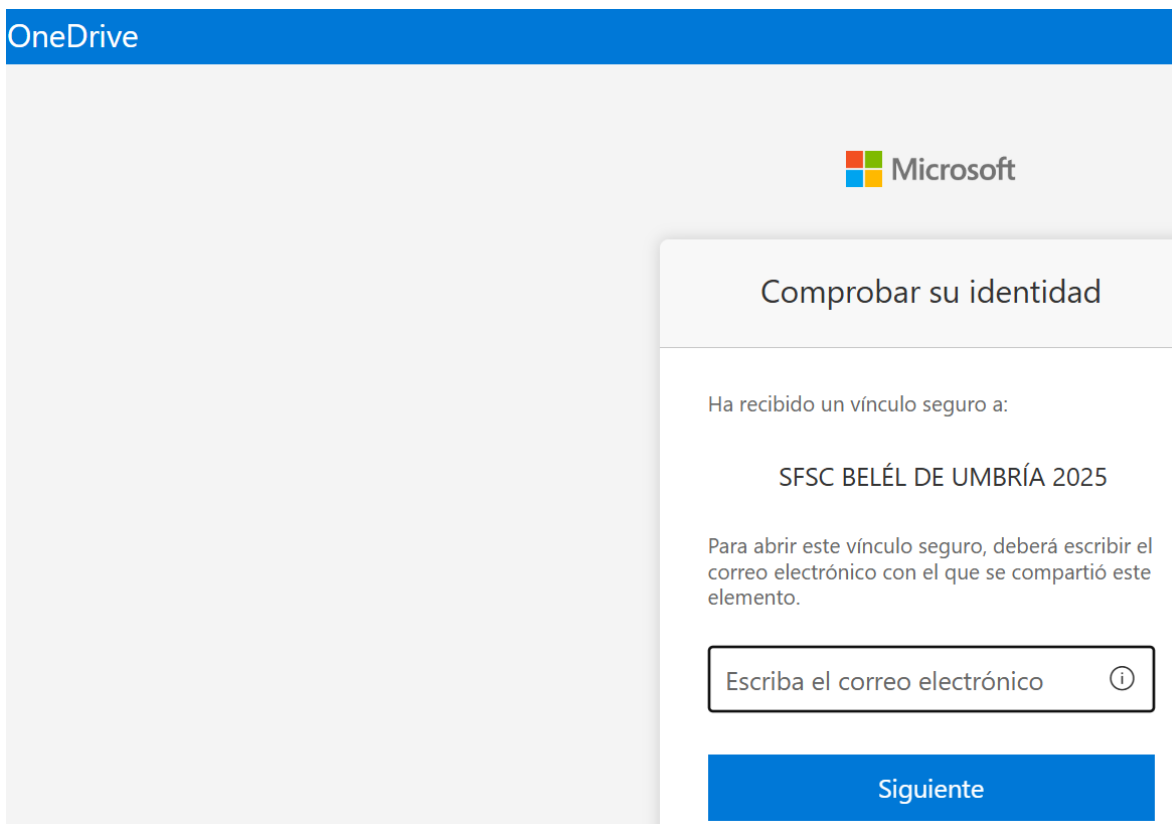 OneDrive
Microsoft
Comprobar su identidad
Ha recibido un vínculo seguro a:
SFSC BELÉL DE UMBRÍA 2025
Para abrir este vínculo seguro, deberá escribir el
correo electrónico con el que se compartió este
elemento.
Escriba el correo electrónico
Siguiente